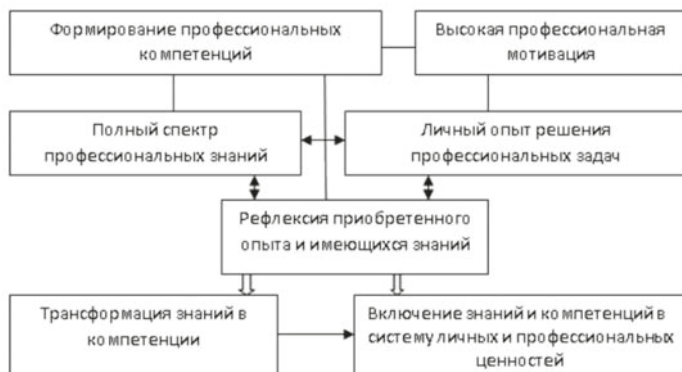 Формирование профессиональных
компетенций
Высокая профессиональная
мотивация
Полный спектр
профессиональных знаний
Личный опыт решения
профессиональных задач
Рефлексия приобретенного
опыта и имеющихся знаний
Трансформация знаний в
компетенции
Включение знаний и компетенций в
систему личных и профессиональных
ценностей